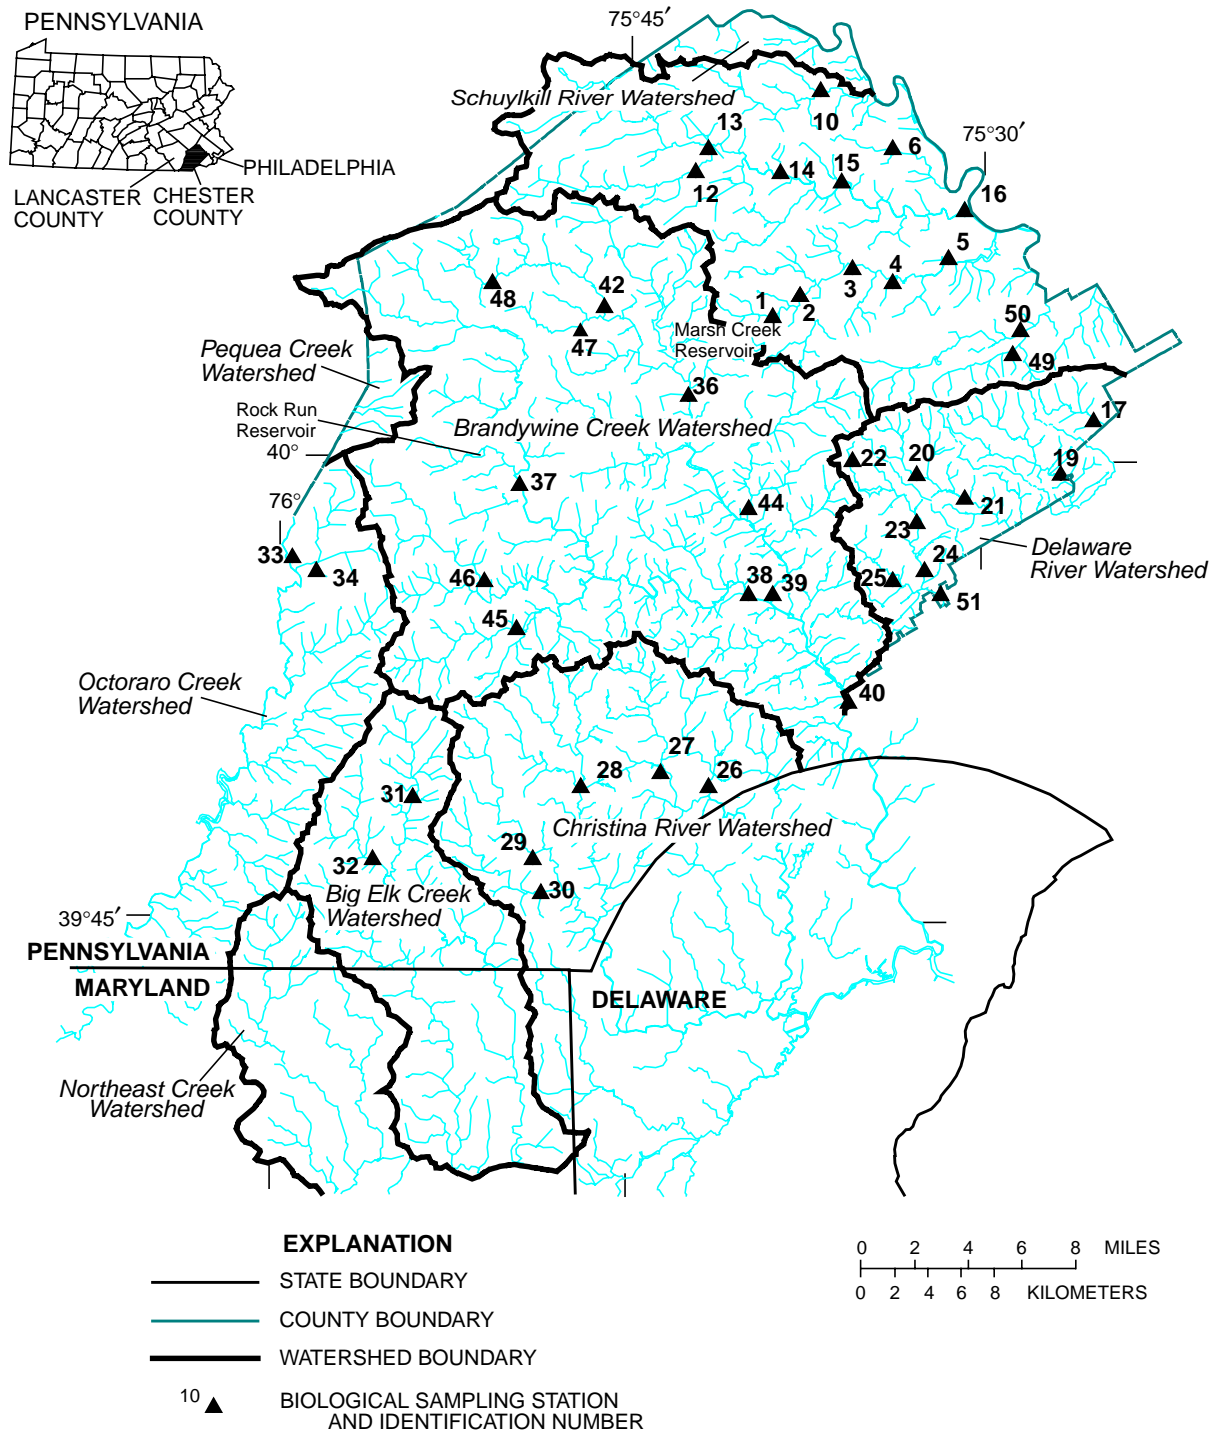 PENNSYLVANIA
PHILADELPHIA
LANCASTER
COUNTY
CHESTER
COUNTY
75°45′
Schuylkill River Watershed
13
10
6
75°30′
12
14
15
16
5
48
42
3
4
1
2
47
Marsh Creek
Reservoir
50
49
Pequea Creek
Watershed
36
Rock Run
Reservoir
40°
Brandywine Creek Watershed
17
22
20
19
37
76°
44
21
23
33
34
Delaware
River Watershed
24
46
38
39
25
51
45
Octoraro Creek
Watershed
40
27
28
26
31
Christina River Watershed
29
32
30
Big Elk Creek
Watershed
39°45′
PENNSYLVANIA
MARYLAND
DELAWARE
Northeast Creek
Watershed
EXPLANATION
STATE BOUNDARY
COUNTY BOUNDARY
WATERSHED BOUNDARY
10
BIOLOGICAL SAMPLING STATION
AND IDENTIFICATION NUMBER
0 2 4 6 8 MILES
0 2 4 6 8 KILOMETERS